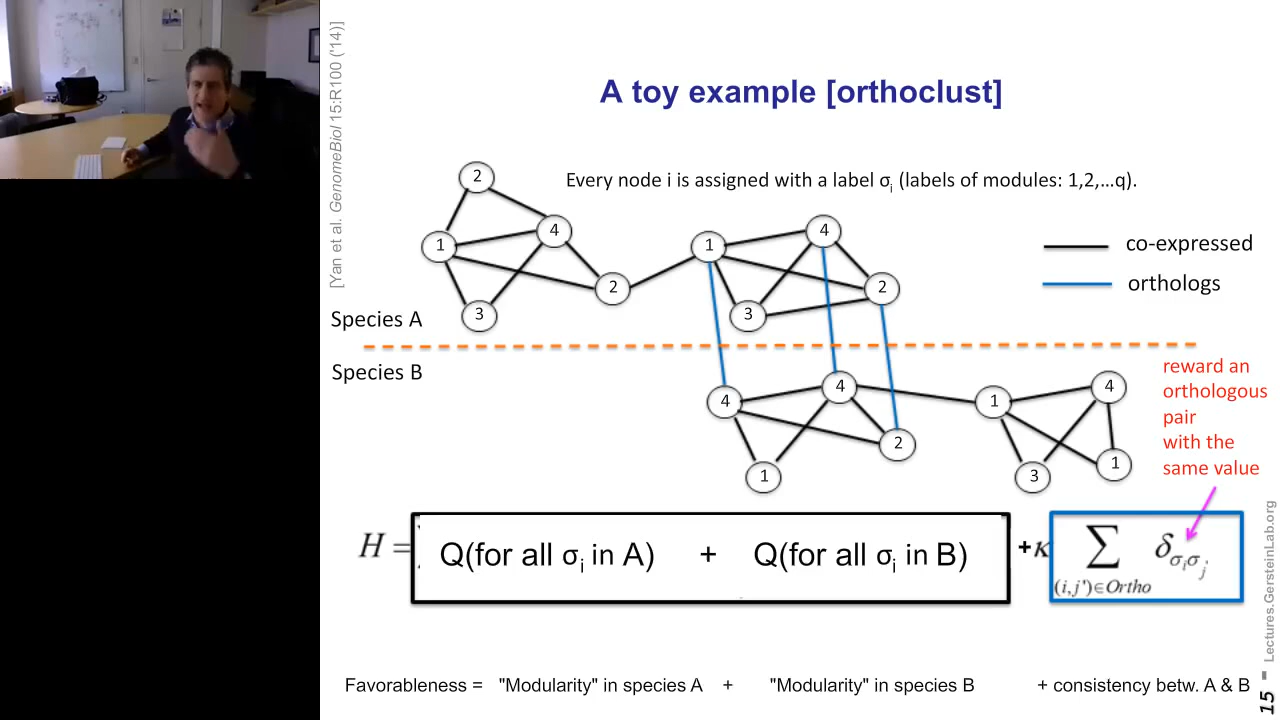 A toy example [orthoclust]
[Yan et al. GenomeBiol 15:R100 ('14)]
Every node i is assigned with a label σi (labels of modules: 1,2,...q).
2
4
1
2
3
4
1
2
3
co-expressed
orthologs
Species A
Species B
4
4
2
1
1
4
3
1
reward an
orthologous
pair
with the
same value
H = Q(for all σi in A) + Q(for all σi in B) +κ ∑ (i,j')∈Ortho δσiσj'
Favorableness = "Modularity" in species A + "Modularity" in species B + consistency betw. A & B
15 - Lectures.GersteinLab.org